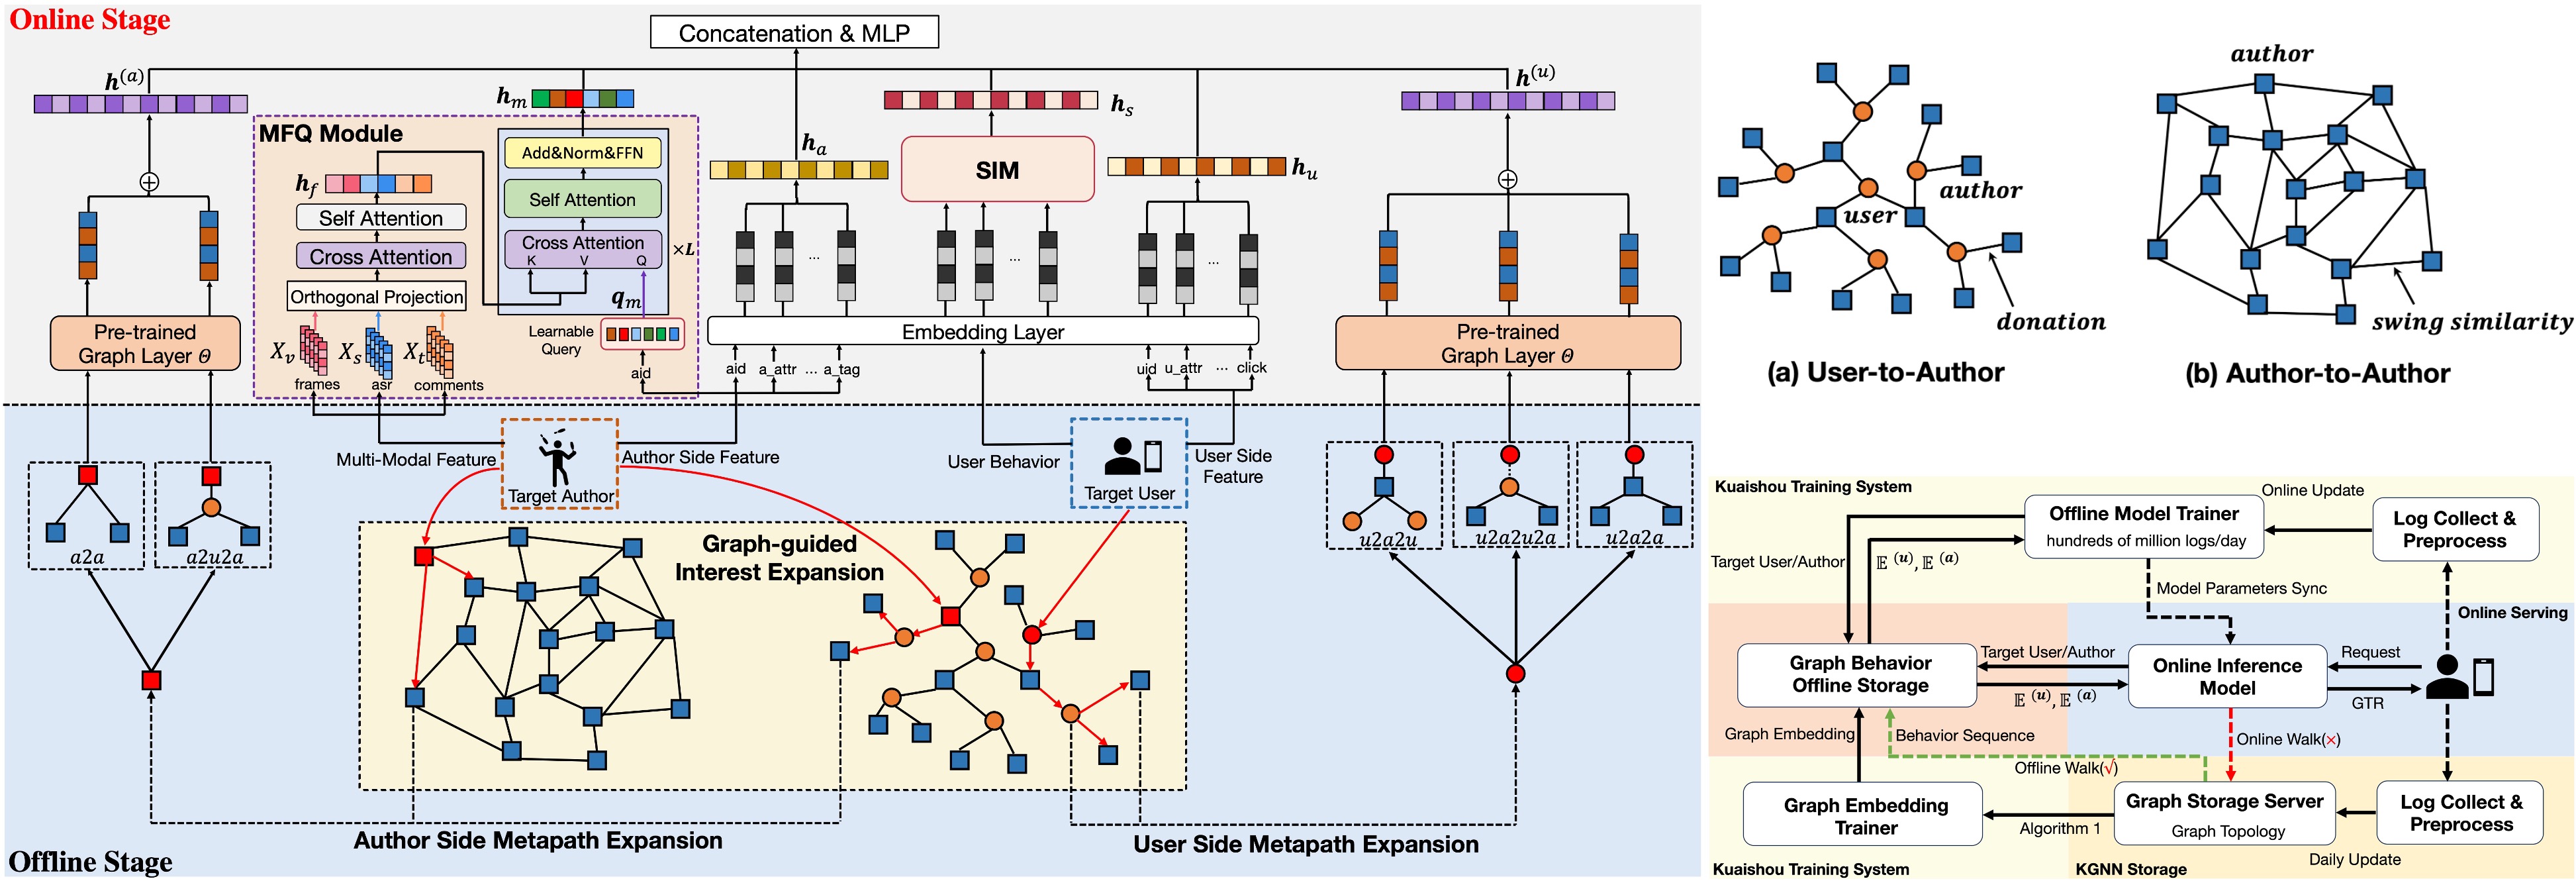 Online Stage
Concatenation & MLP
h^{(a)}
h_m
h_a
h_s
h_u
h^{(u)}
MFQ Module
h_f
Self Attention
Cross Attention
Orthogonal Projection
X_v
X_s
X_t
frames
asr
comments
Add&Norm&FFN
Self Attention
Cross Attention
K V Q
×L
q_m
Learnable
Query
aid
SIM
...
...
...
Embedding Layer
aid a_attr ... a_tag
uid u_attr ... click
Pre-trained
Graph Layer Θ
Pre-trained
Graph Layer Θ
Multi-Modal Feature
Target Author
Author Side Feature
User Behavior
Target User
User Side
Feature
a2a
a2u2a
u2a2u
u2a2u2a
u2a2a
Graph-guided
Interest Expansion
Author Side Metapath Expansion
User Side Metapath Expansion
Offline Stage
author
user
donation
(a) User-to-Author
author
swing similarity
(b) Author-to-Author
Kuaishou Training System
Online Update
Offline Model Trainer
hundreds of million logs/day
Log Collect &
Preprocess
Target User/Author
𝔼^{(u)}, 𝔼^{(a)}
Model Parameters Sync
Online Serving
Graph Behavior
Offline Storage
Target User/Author
𝔼^{(u)}, 𝔼^{(a)}
Online Inference
Model
Request
GTR
Graph Embedding
Behavior Sequence
Online Walk(×)
Offline Walk(√)
Graph Embedding
Trainer
Algorithm 1
Graph Storage Server
Graph Topology
Log Collect &
Preprocess
Daily Update
Kuaishou Training System
KGNN Storage